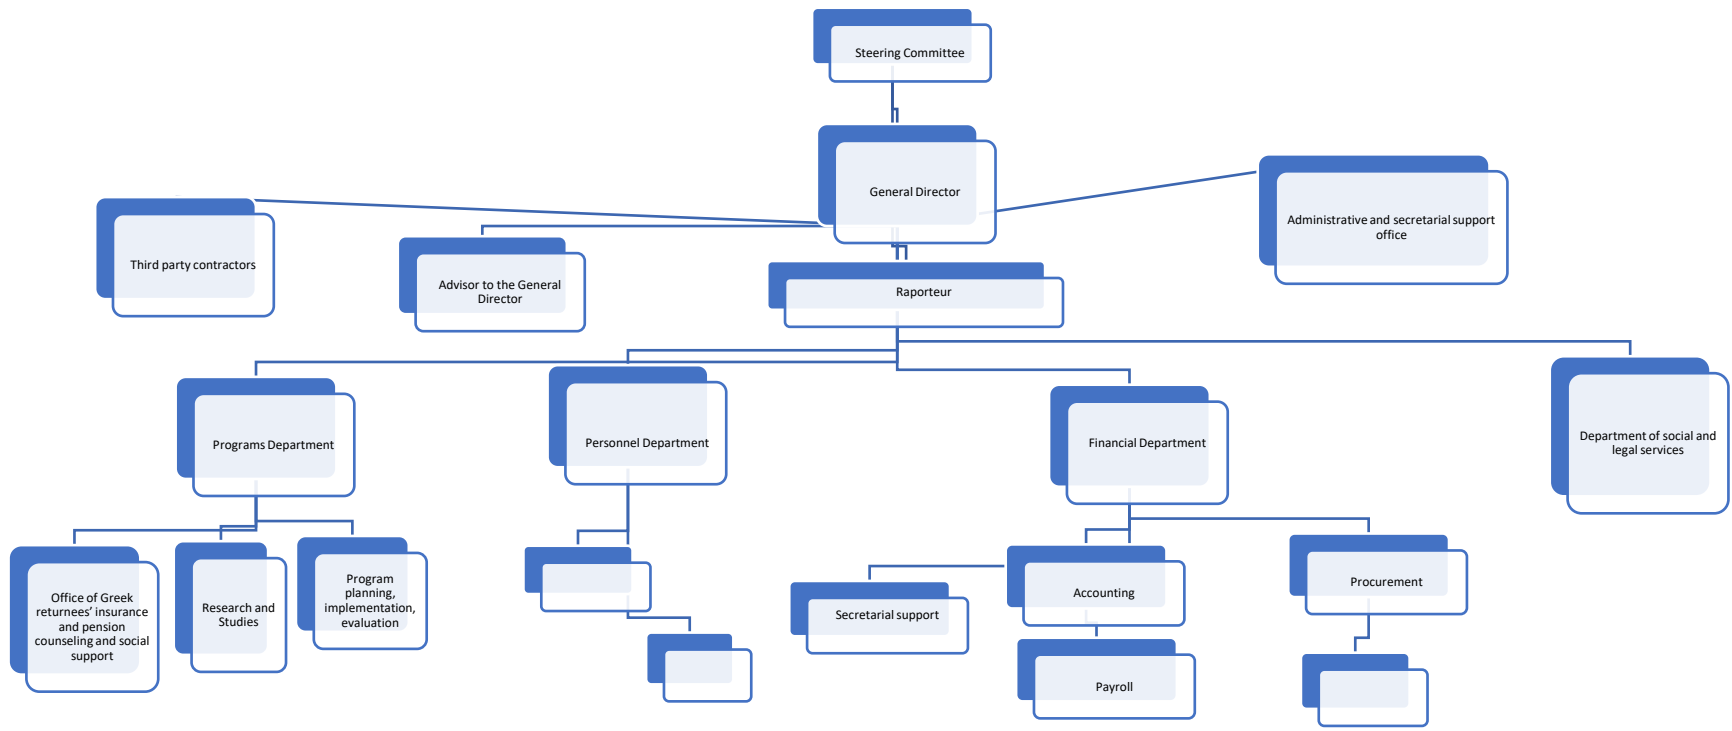 Steering Committee
General Director
Administrative and secretarial support
office
Third party contractors
Advisor to the General
Director
Raporteur
Programs Department
Personnel Department
Financial Department
Department of social and
legal services
Office of Greek
returnees’ insurance
and pension
counseling and social
support
Research and
Studies
Program
planning,
implementation,
evaluation
Secretarial support
Accounting
Procurement
Payroll